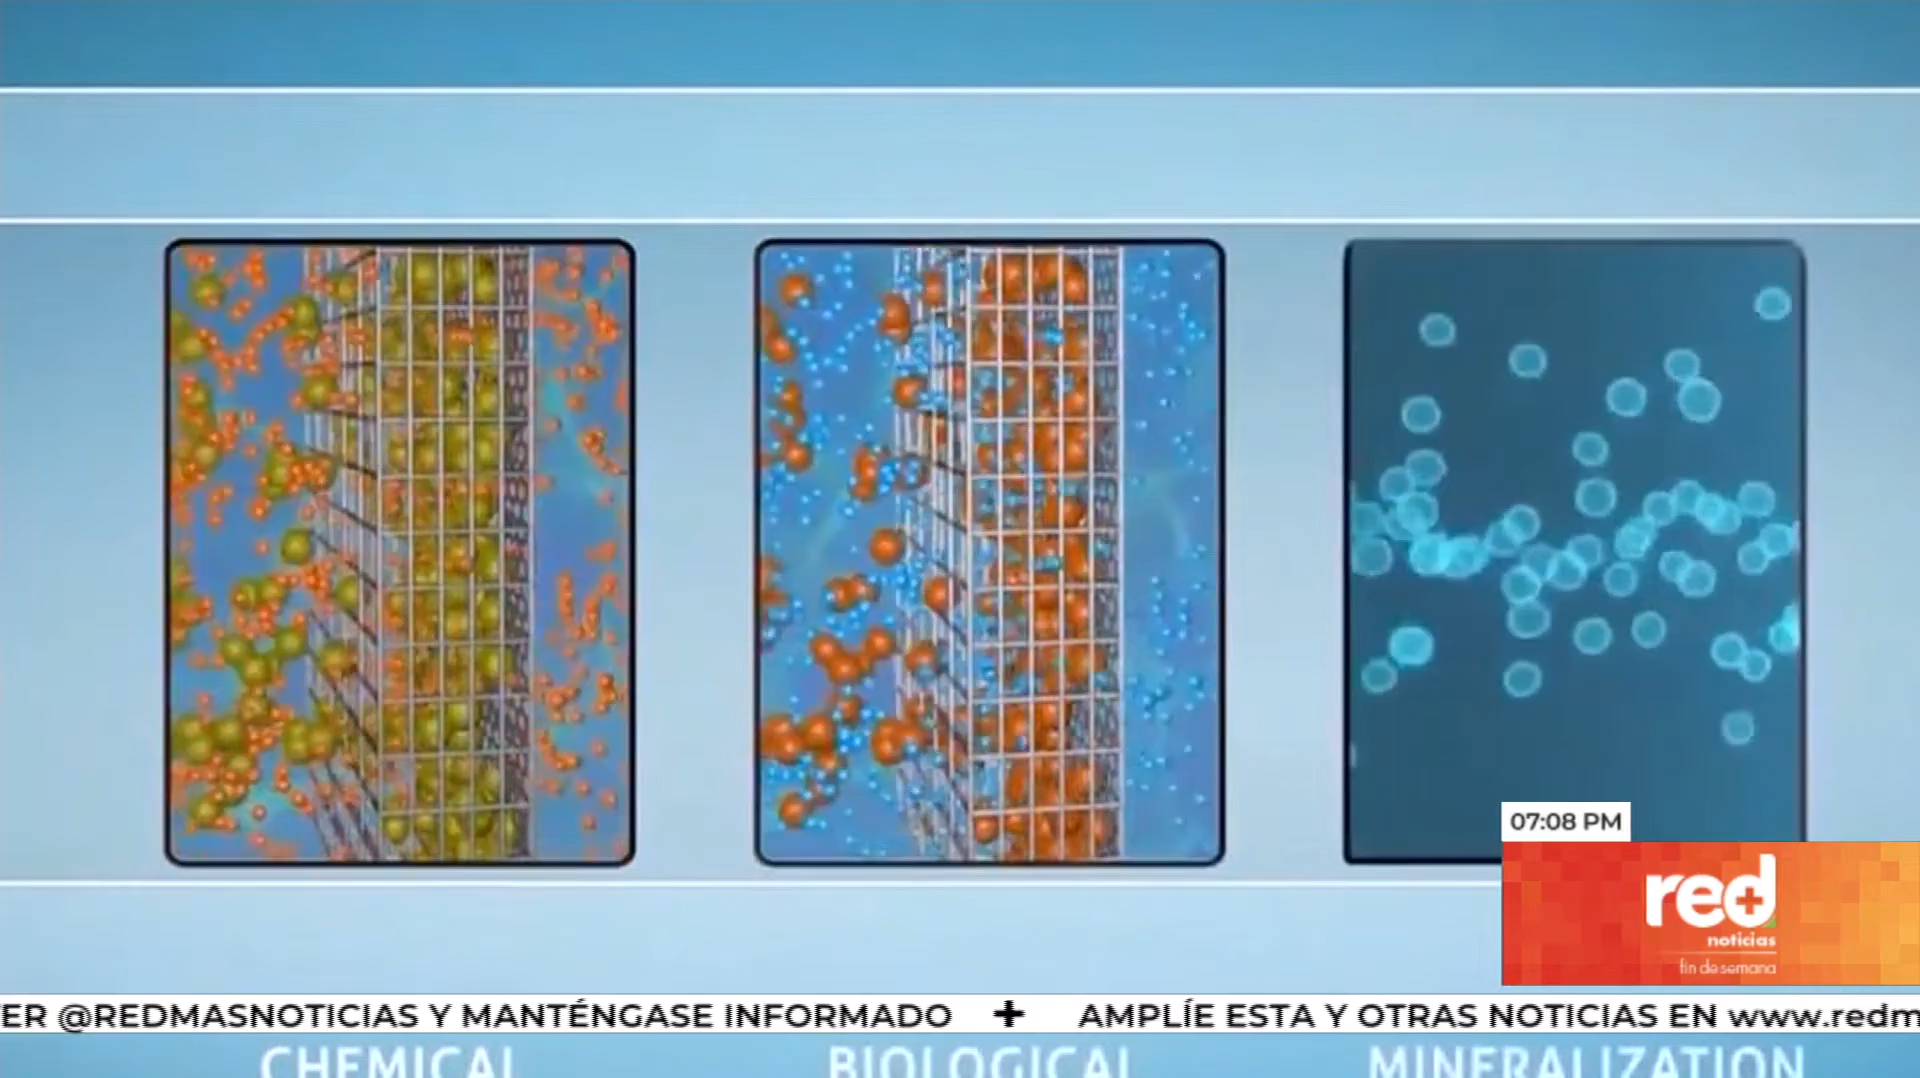 07:08 PM
red+
noticias
fin de semana
ER @REDMASNOTICIAS Y MANTÉNGASE INFORMADO + AMPLÍE ESTA Y OTRAS NOTICIAS EN www.redm
CHEMICAL BIOLOGICAL MINERALIZATION